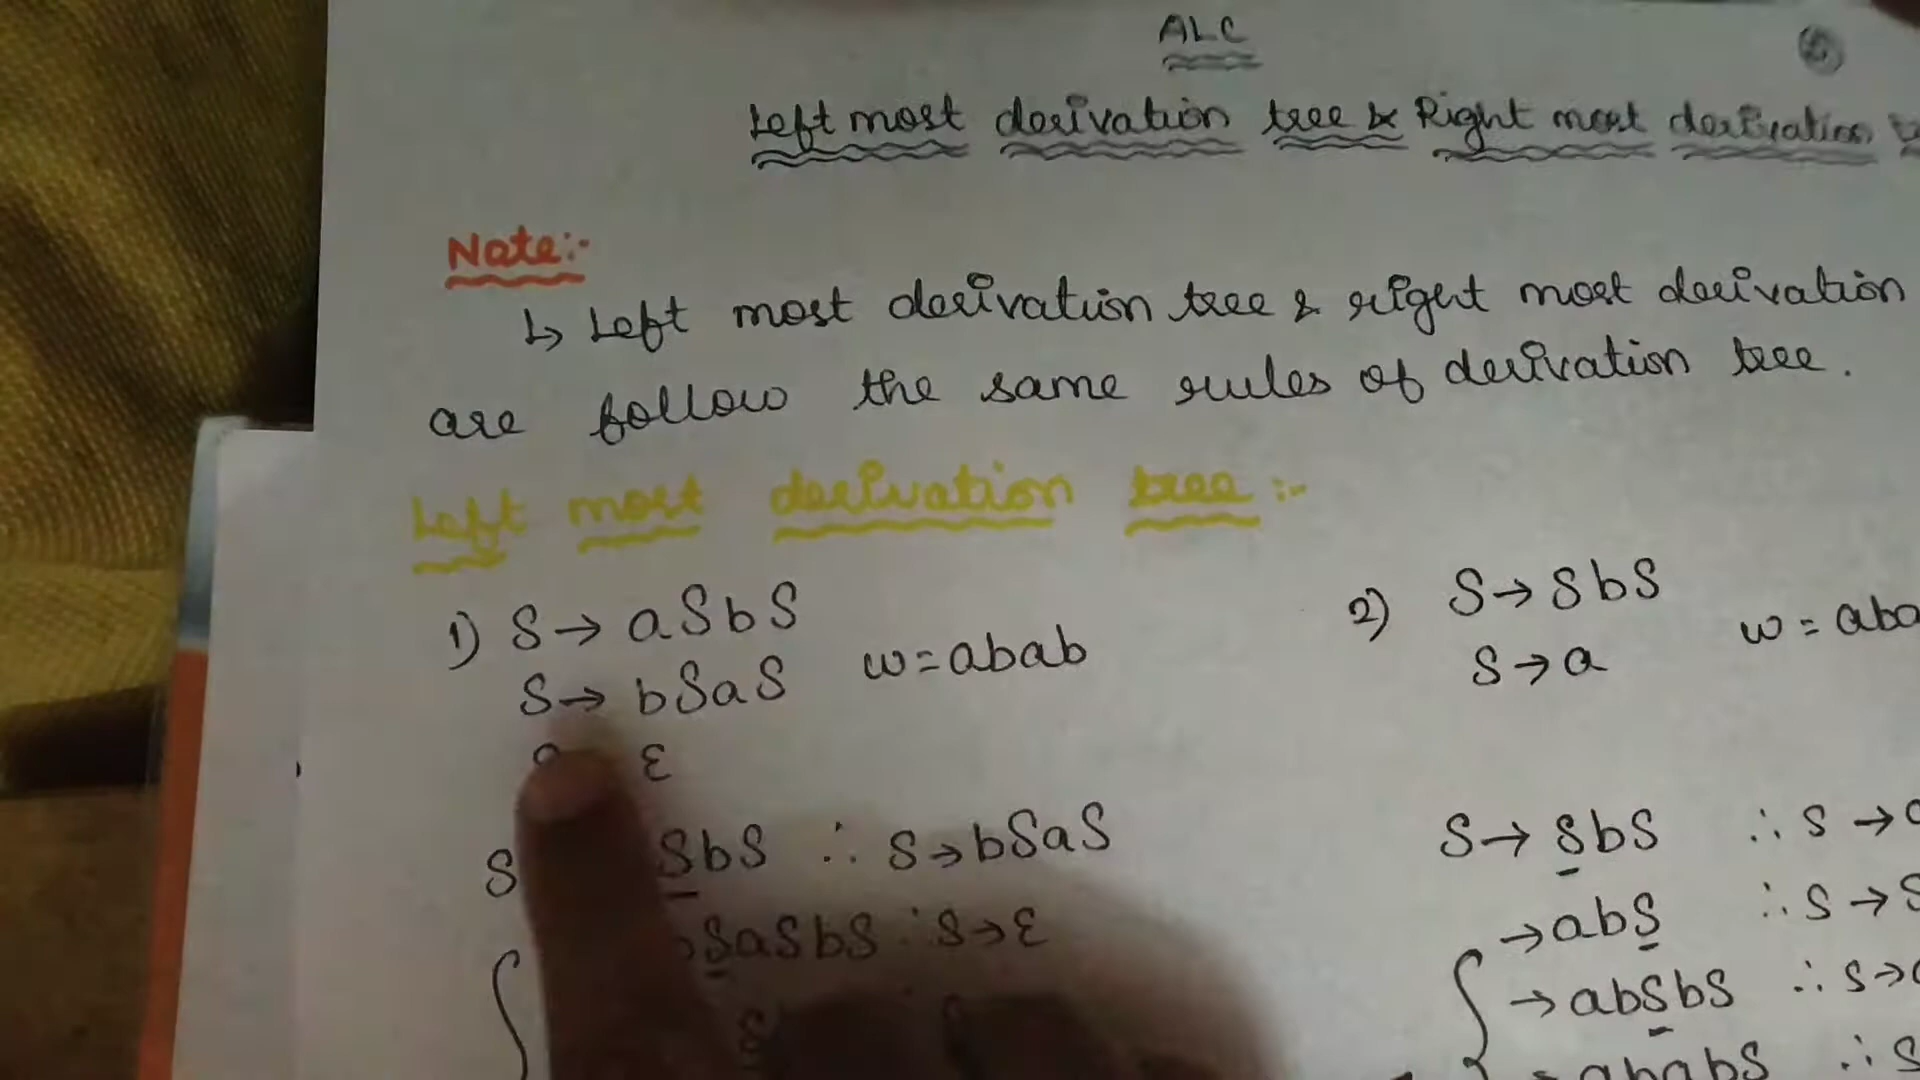 ALC
Left most derivation tree & Right most derivation
Note:-
↳ Left most derivation tree & right most derivation
are follow the same rules of derivation tree.
Left most derivation tree :-
1) S→ aSbS
S→ bSaS w=abab
ε
2) S→ SbS
S→a
w = aba
S SbS ∴ S→bSaS
SaSbS ∴ S→ε
S→ SbS ∴ S →
→abS ∴ S → S
→ abSbS ∴ S→
ababS ∴ S